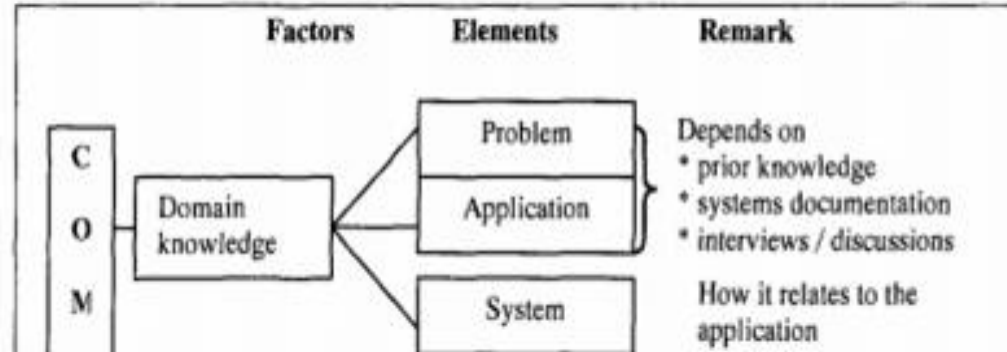 Factors Elements Remark
C
O
M
Domain
knowledge
Problem
Application
System
Depends on
* prior knowledge
* systems documentation
* interviews / discussions
How it relates to the
application